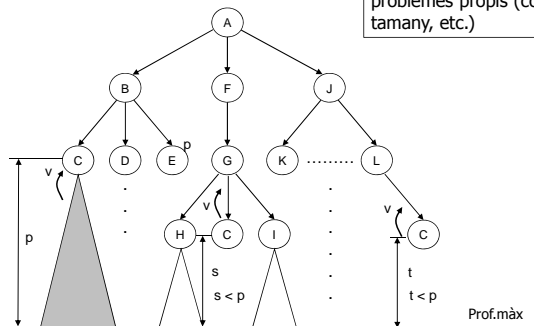 problemes propis (co
tamany, etc.)
A
B F J
p
C D E G K ......... L
v v v
H C I C
p s t
s < p t < p
Prof.màx